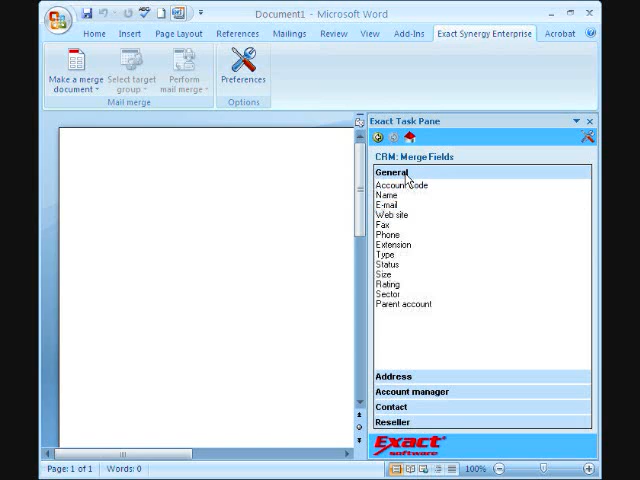 Document1 - Microsoft Word
Home Insert Page Layout References Mailings Review View Add-Ins Exact Synergy Enterprise Acrobat
Make a merge document
Select target group
Perform mail merge
Preferences
Mail merge
Options
Exact Task Pane
CRM: Merge Fields
General
Account Code
Name
E-mail
Web site
Fax
Phone
Extension
Type
Status
Size
Rating
Sector
Parent account
Address
Account manager
Contact
Reseller
Exact
software
Page: 1 of 1 Words: 0 100%